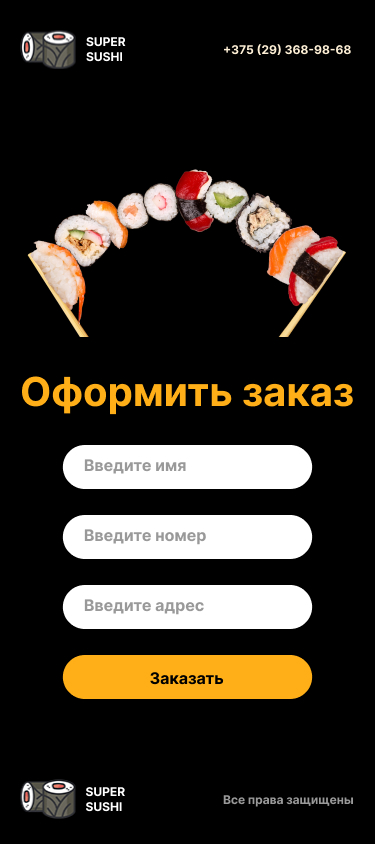 SUPER
SUSHI
+375 (29) 368-98-68
Оформить заказ
Введите имя
Введите номер
Введите адрес
Заказать
SUPER
SUSHI
Все права защищены